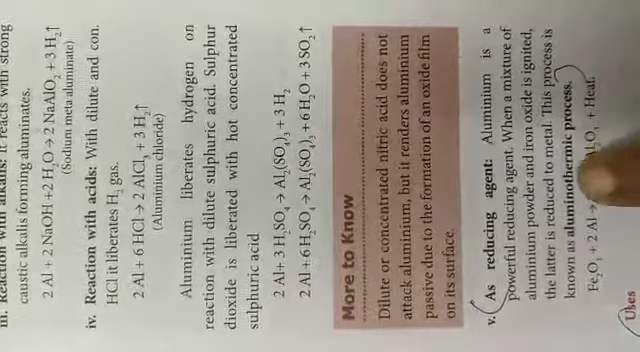 iii. Reaction with alkalis: It reacts with strong
caustic alkalis forming aluminates.
2 Al + 2 NaOH +2 H₂O → 2 NaAlO₂ +3 H₂↑
(Sodium meta aluminate)
iv. Reaction with acids: With dilute and con.
HCl it liberates H₂ gas.
2 Al + 6 HCl → 2 AlCl₃ + 3 H₂↑
(Aluminium chloride)
Aluminium liberates hydrogen on
reaction with dilute sulphuric acid. Sulphur
dioxide is liberated with hot concentrated
sulphuric acid
2 Al+ 3 H₂SO₄ → Al₂(SO₄)₃ + 3 H₂
2 Al+6 H₂SO₄ → Al₂(SO₄)₃+ 6 H₂O + 3 SO₂↑
More to Know
Dilute or concentrated nitric acid does not
attack aluminium, but it renders aluminium
passive due to the formation of an oxide film
on its surface.
v. As reducing agent: Aluminium is a
powerful reducing agent. When a mixture of
aluminium powder and iron oxide is ignited,
the latter is reduced to metal. This process is
known as aluminothermic process.
Fe₂O₃ + 2 Al → Al₂O₃ + Heat
Uses